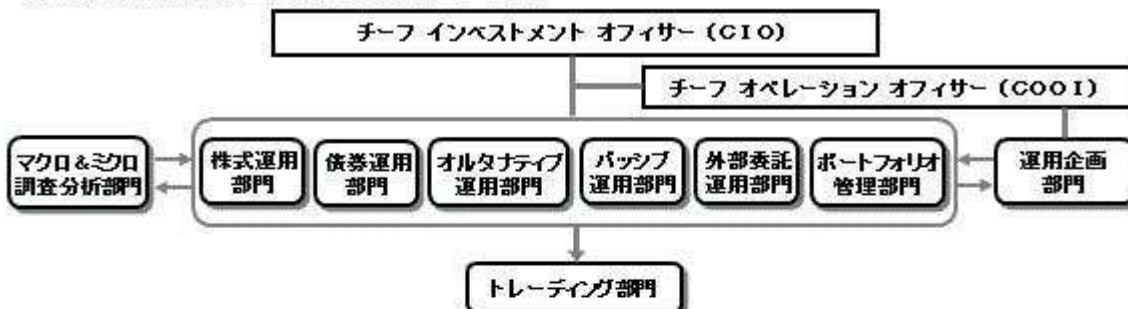 チーフ インベストメント オフィサー（CIO）
チーフ オペレーション オフィサー（COOI）
マクロ＆ミクロ
調査分析部門
株式運用
部門
債券運用
部門
オルタナティブ
運用部門
パッシブ
運用部門
外部委託
運用部門
ポートフォリオ
管理部門
運用企画
部門
トレーディング部門